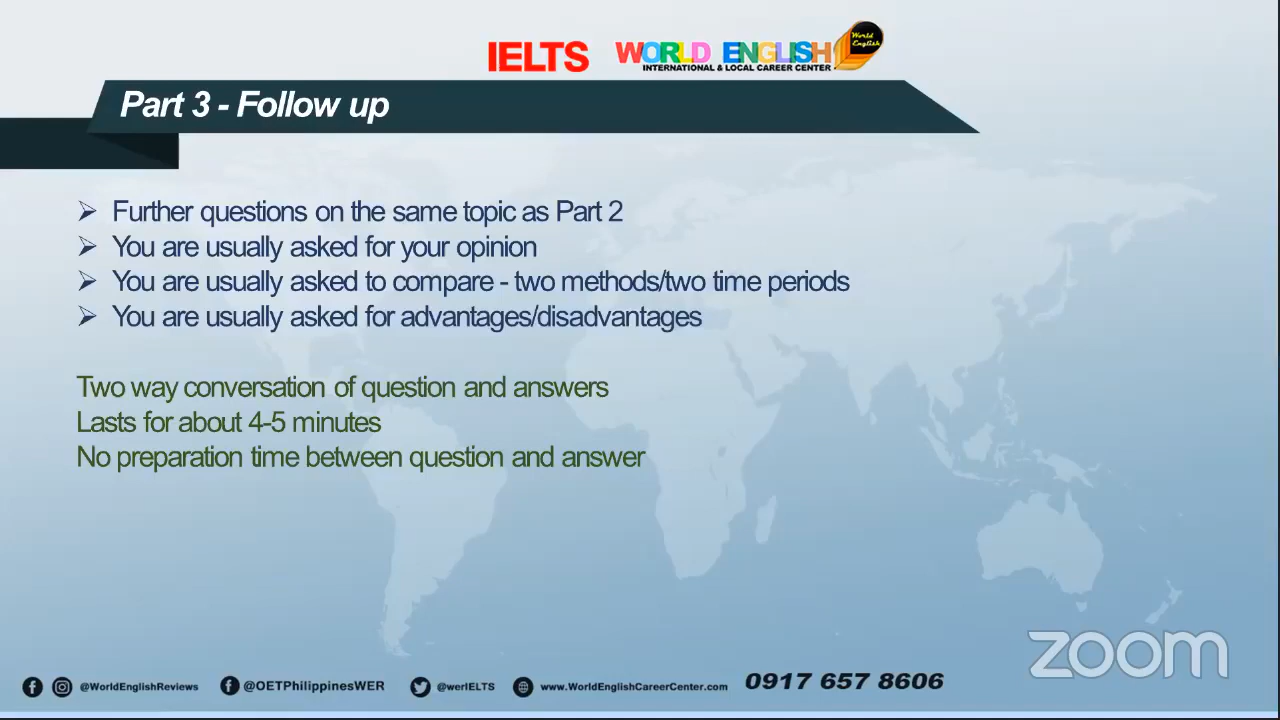 IELTS WORLD ENGLISH
World English
INTERNATIONAL & LOCAL CAREER CENTER
Part 3 - Follow up
Further questions on the same topic as Part 2
You are usually asked for your opinion
You are usually asked to compare - two methods/two time periods
You are usually asked for advantages/disadvantages
Two way conversation of question and answers
Lasts for about 4-5 minutes
No preparation time between question and answer
zoom
@WorldEnglishReviews @OETPhilippinesWER @werIELTS www.WorldEnglishCareerCenter.com 0917 657 8606